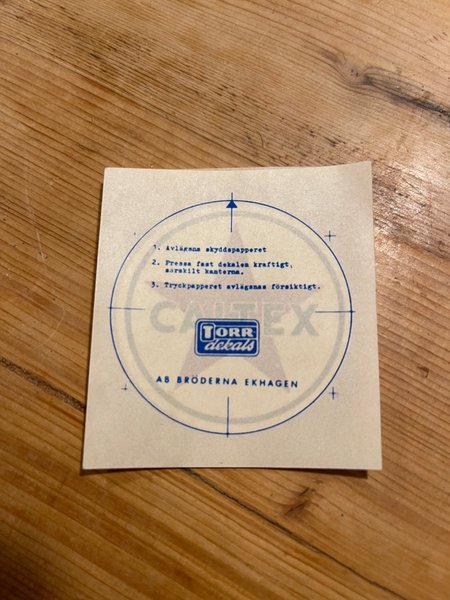 1. Avlägsna skyddspapperet
2. Pressa fast dekalen kraftigt,
särskilt kanterna.
3. Tryckpapperet avlägsnas försiktigt.
CALTEX
TORR
dekals
AB BRÖDERNA EKHAGEN